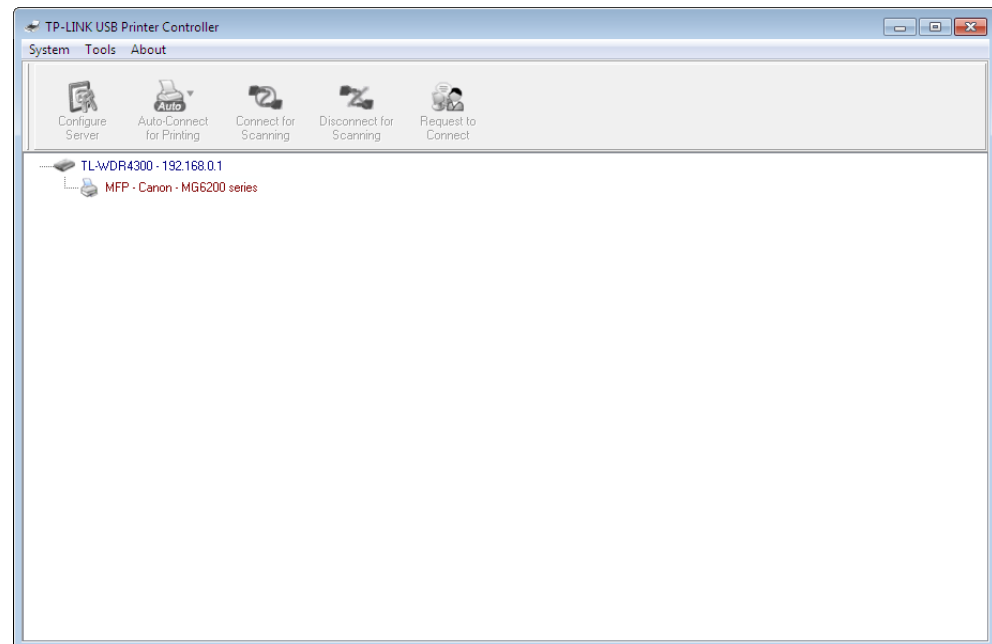 TP-LINK USB Printer Controller
System Tools About
Configure Server
Auto
Auto-Connect for Printing
Connect for Scanning
Disconnect for Scanning
Request to Connect
TL-WDR4300 - 192.168.0.1
MFP - Canon - MG6200 series